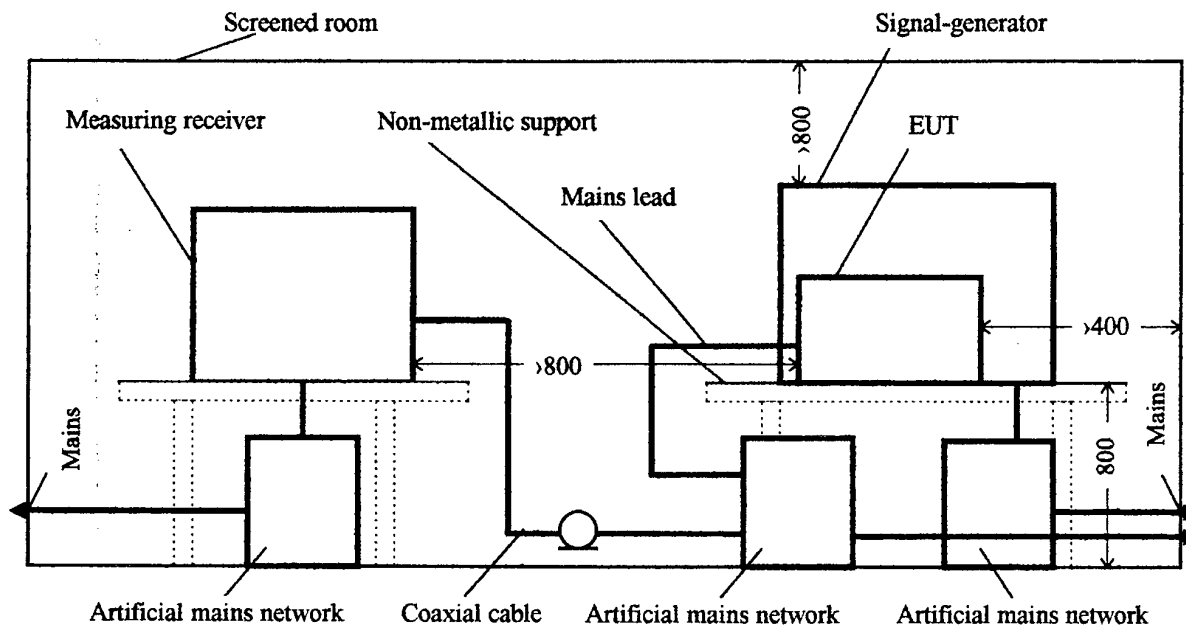 Screened room
Signal-generator
Measuring receiver
Non-metallic support
>800
EUT
Mains lead
>400
>800
Mains
800
Mains
Artificial mains network
Coaxial cable
Artificial mains network
Artificial mains network